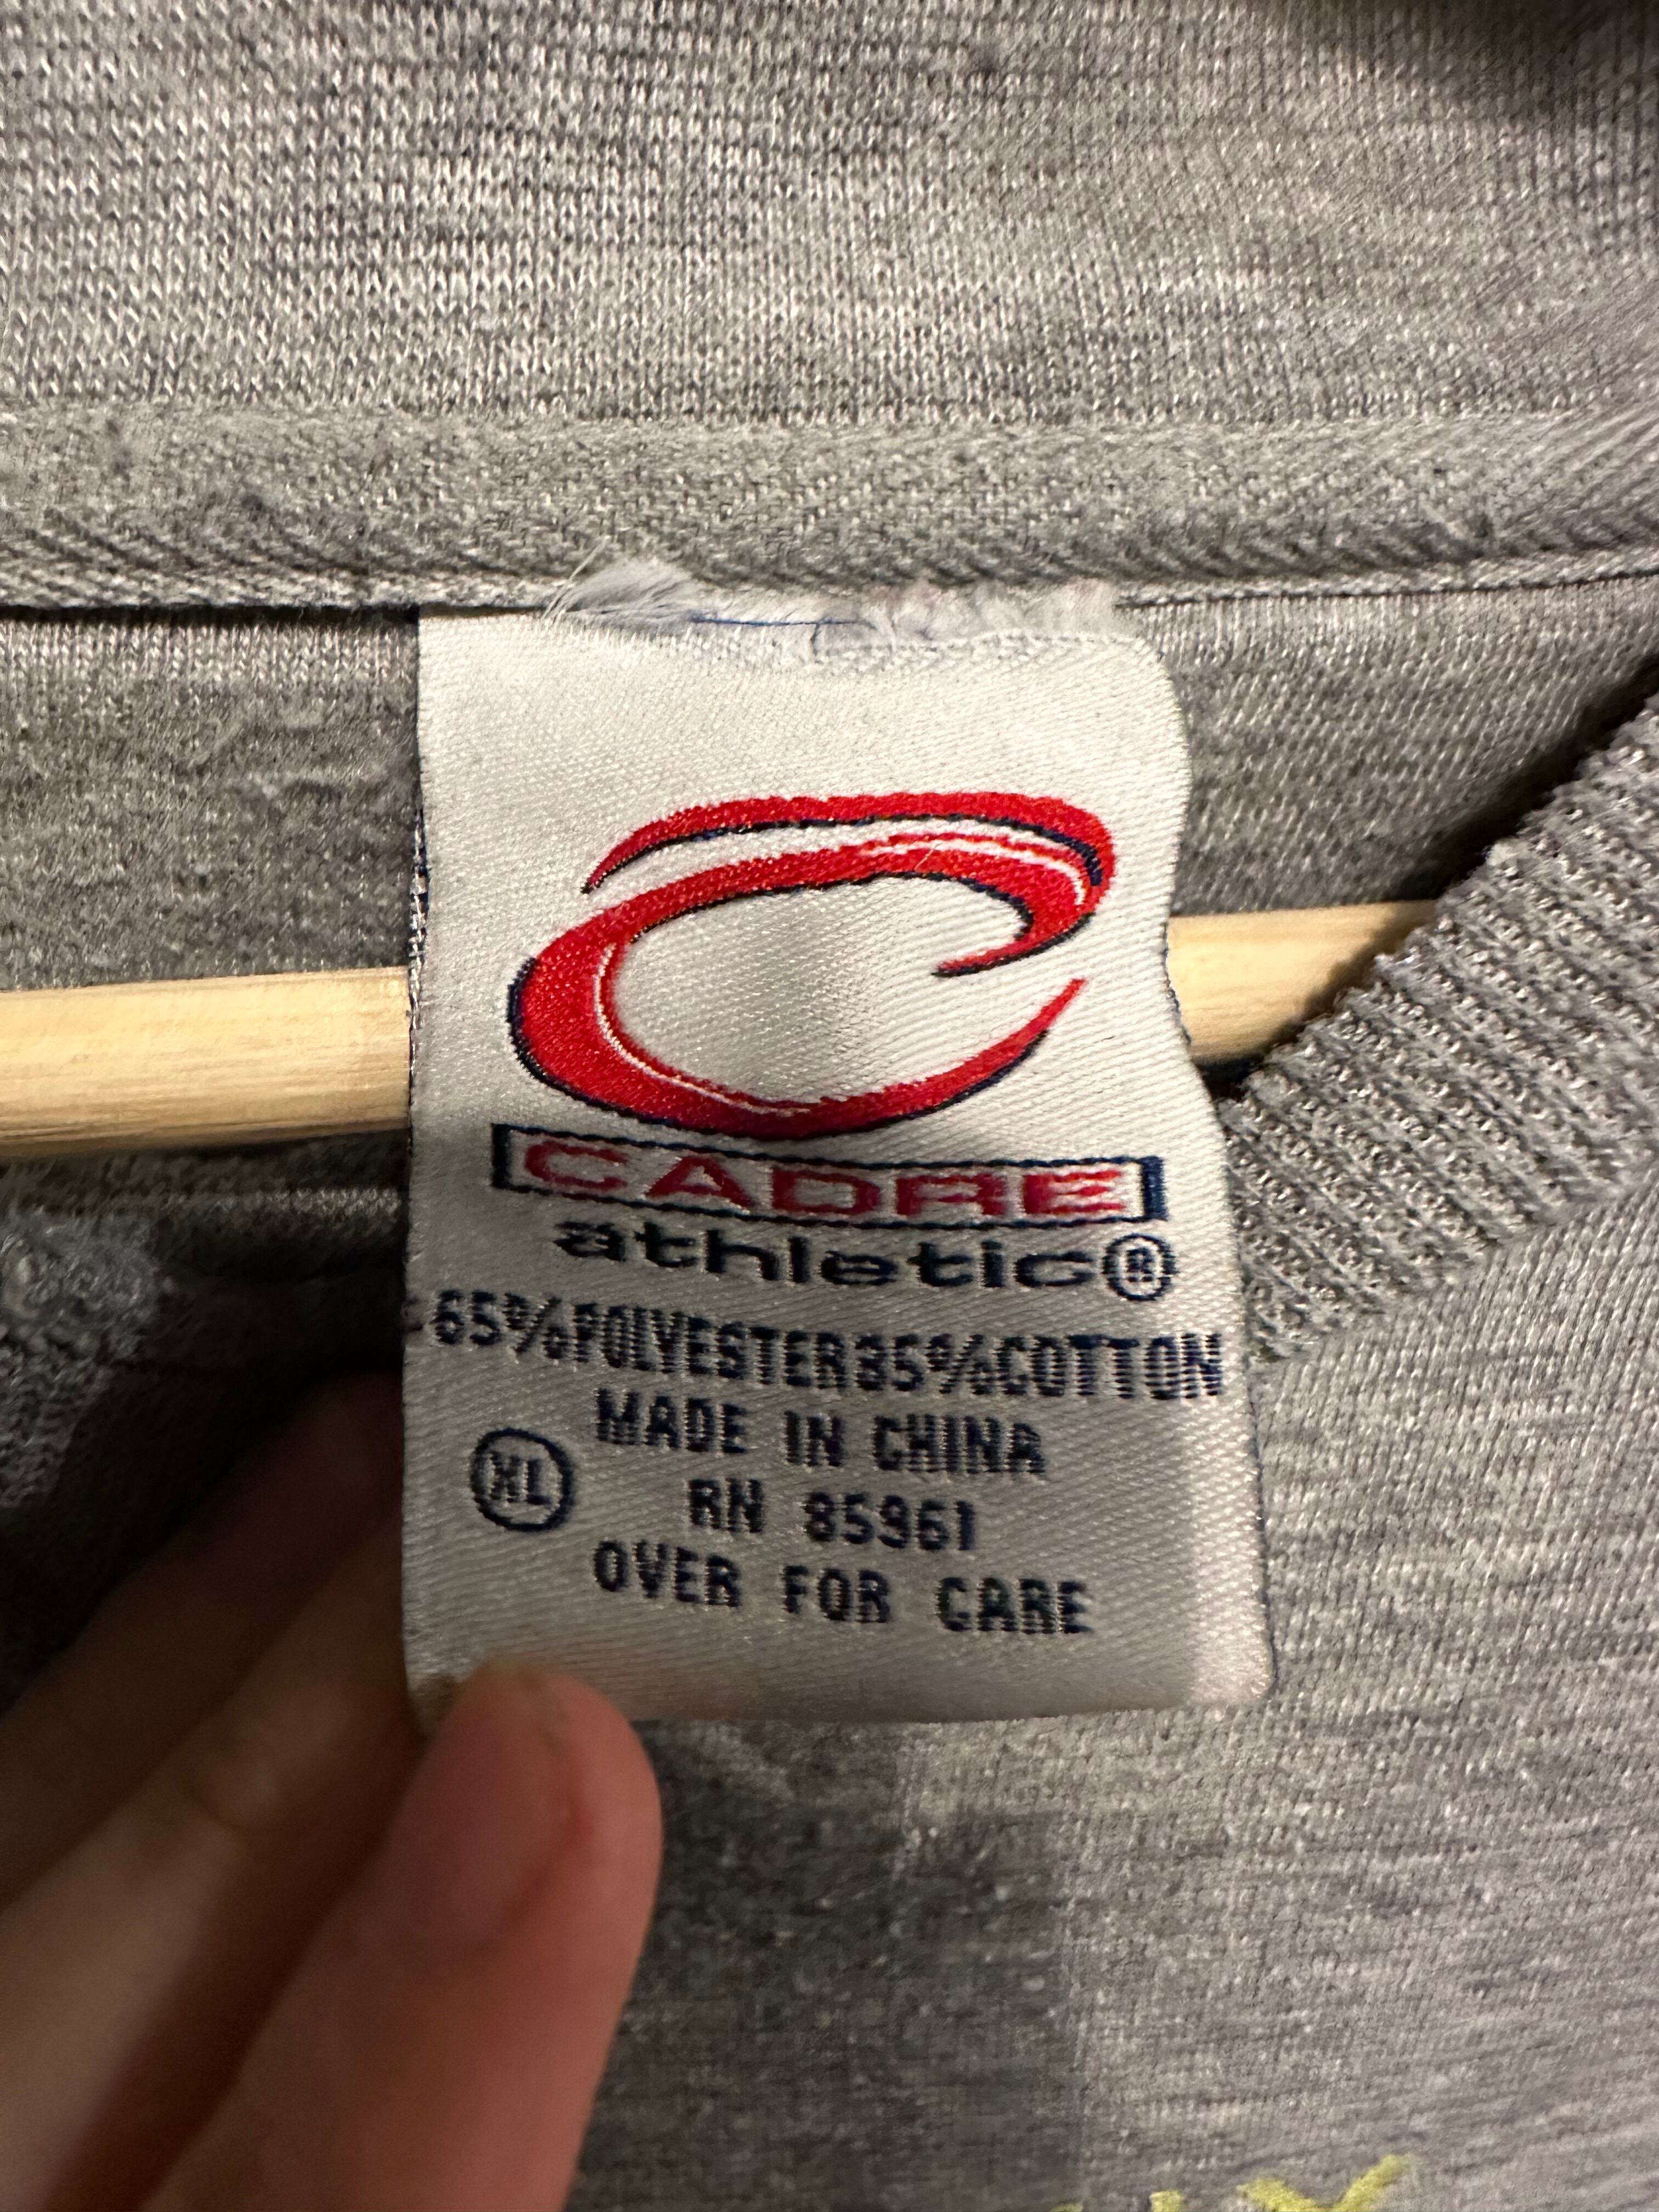 CADRE
athletic®
65%POLYESTER35%COTTON
MADE IN CHINA
XL
RN 85961
OVER FOR CARE